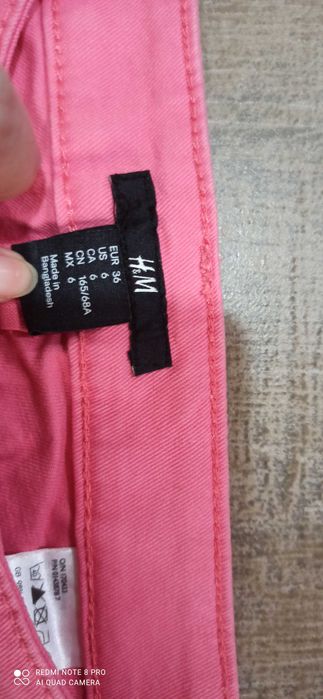 H&M
EUR 36
US 6
CA 6
CN 165/68A
MX 6
Made in
Bangladesh
REDMI NOTE 8 PRO
AI QUAD CAMERA